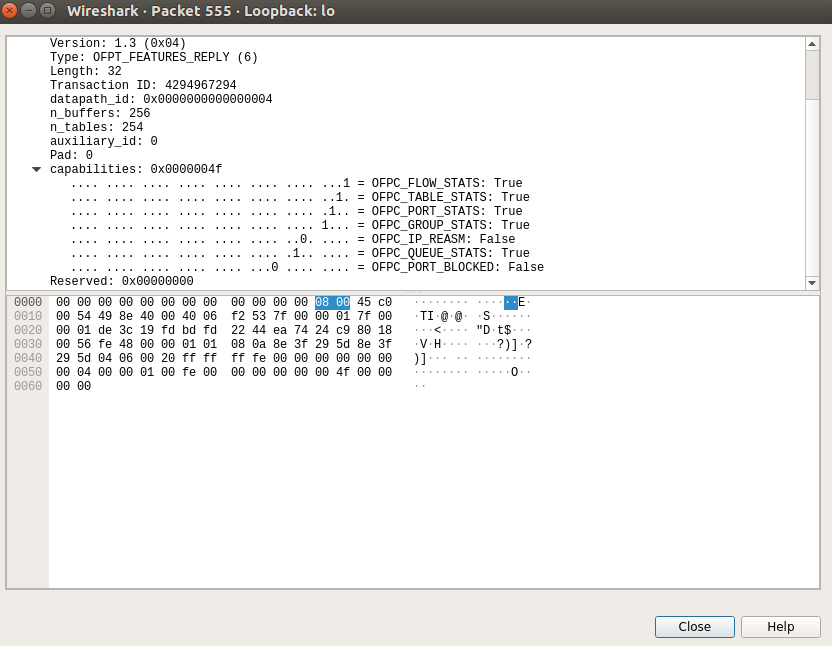 Wireshark · Packet 555 · Loopback: lo
Version: 1.3 (0x04)
Type: OFPT_FEATURES_REPLY (6)
Length: 32
Transaction ID: 4294967294
datapath_id: 0x0000000000000004
n_buffers: 256
n_tables: 254
auxiliary_id: 0
Pad: 0
capabilities: 0x0000004f
.... .... .... .... .... .... .... ...1 = OFPC_FLOW_STATS: True
.... .... .... .... .... .... .... ..1. = OFPC_TABLE_STATS: True
.... .... .... .... .... .... .... .1.. = OFPC_PORT_STATS: True
.... .... .... .... .... .... .... 1... = OFPC_GROUP_STATS: True
.... .... .... .... .... .... ..0. .... = OFPC_IP_REASM: False
.... .... .... .... .... .... .1.. .... = OFPC_QUEUE_STATS: True
.... .... .... .... .... ...0 .... .... = OFPC_PORT_BLOCKED: False
Reserved: 0x00000000
0000 00 00 00 00 00 00 00 00 00 00 00 00 08 00 45 c0 ········ ······E·
0010 00 54 49 8e 40 00 40 06 f2 53 7f 00 00 01 7f 00 ·TI·@·@· ·S······
0020 00 01 de 3c 19 fd bd fd 22 44 ea 74 24 c9 80 18 ···<···· "D·t$···
0030 00 56 fe 48 00 00 01 01 08 0a 8e 3f 29 5d 8e 3f ·V·H···· ···?)]·?
0040 29 5d 04 06 00 20 ff ff ff fe 00 00 00 00 00 00 )]··· ·· ········
0050 00 04 00 00 01 00 fe 00 00 00 00 00 00 4f 00 00 ········ ·····O··
0060 00 00 ··
Close
Help